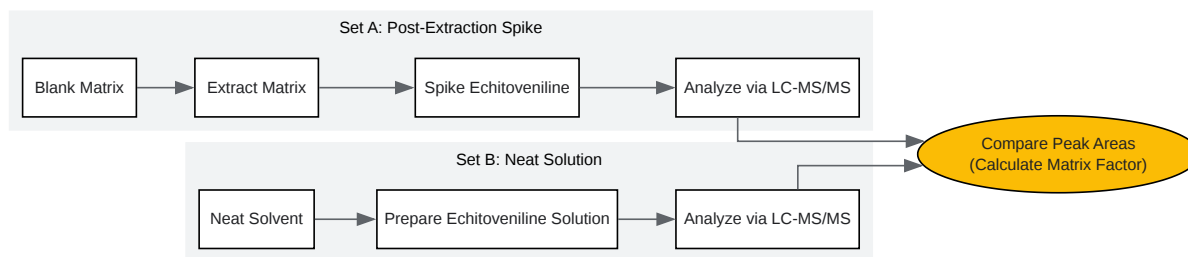 Set A: Post-Extraction Spike
Blank Matrix
Extract Matrix
Spike Echitoveniline
Analyze via LC-MS/MS
Compare Peak Areas
(Calculate Matrix Factor)
Set B: Neat Solution
Neat Solvent
Prepare Echitoveniline Solution
Analyze via LC-MS/MS